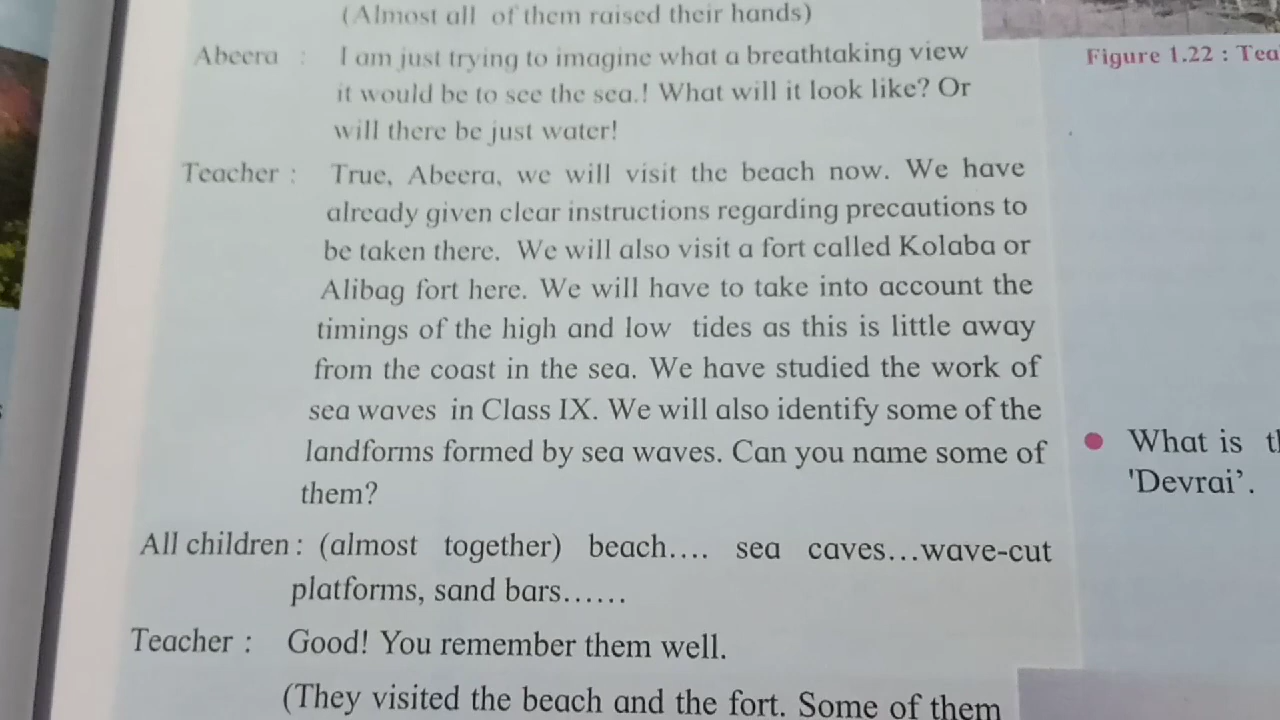 (Almost all of them raised their hands)
Abeera : I am just trying to imagine what a breathtaking view
it would be to see the sea.! What will it look like? Or
will there be just water!
Teacher : True, Abeera, we will visit the beach now. We have
already given clear instructions regarding precautions to
be taken there. We will also visit a fort called Kolaba or
Alibag fort here. We will have to take into account the
timings of the high and low tides as this is little away
from the coast in the sea. We have studied the work of
sea waves in Class IX. We will also identify some of the
landforms formed by sea waves. Can you name some of
them?
All children : (almost together) beach.... sea caves...wave-cut
platforms, sand bars......
Teacher : Good! You remember them well.
(They visited the beach and the fort. Some of them
Figure 1.22 :
● What is
'Devrai’.